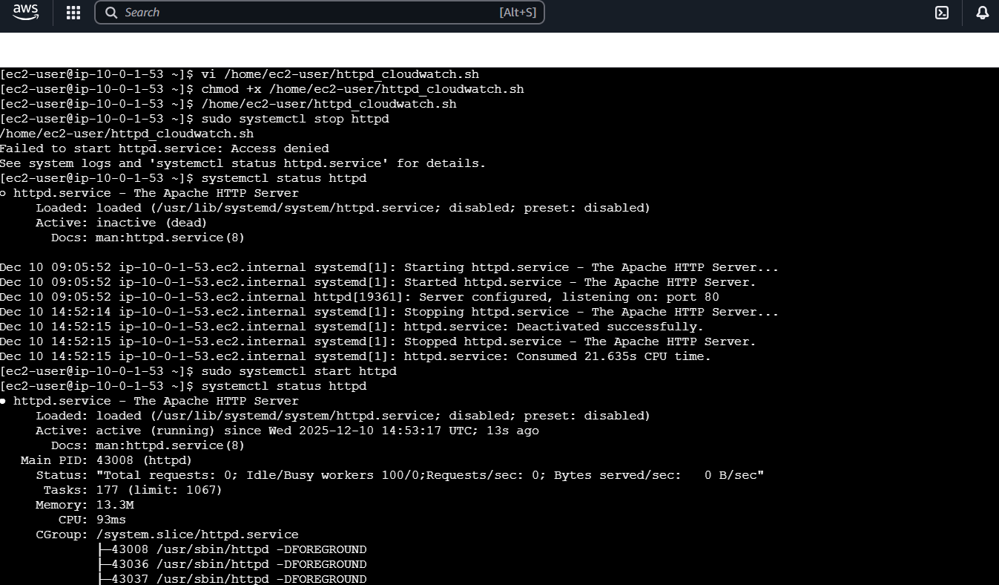 aws
Search [Alt+S]
[ec2-user@ip-10-0-1-53 ~]$ vi /home/ec2-user/httpd_cloudwatch.sh
[ec2-user@ip-10-0-1-53 ~]$ chmod +x /home/ec2-user/httpd_cloudwatch.sh
[ec2-user@ip-10-0-1-53 ~]$ /home/ec2-user/httpd_cloudwatch.sh
[ec2-user@ip-10-0-1-53 ~]$ sudo systemctl stop httpd
/home/ec2-user/httpd_cloudwatch.sh
Failed to start httpd.service: Access denied
See system logs and 'systemctl status httpd.service' for details.
[ec2-user@ip-10-0-1-53 ~]$ systemctl status httpd
○ httpd.service - The Apache HTTP Server
     Loaded: loaded (/usr/lib/systemd/system/httpd.service; disabled; preset: disabled)
     Active: inactive (dead)
       Docs: man:httpd.service(8)

Dec 10 09:05:52 ip-10-0-1-53.ec2.internal systemd[1]: Starting httpd.service - The Apache HTTP Server...
Dec 10 09:05:52 ip-10-0-1-53.ec2.internal systemd[1]: Started httpd.service - The Apache HTTP Server.
Dec 10 09:05:52 ip-10-0-1-53.ec2.internal httpd[19361]: Server configured, listening on: port 80
Dec 10 14:52:14 ip-10-0-1-53.ec2.internal systemd[1]: Stopping httpd.service - The Apache HTTP Server...
Dec 10 14:52:15 ip-10-0-1-53.ec2.internal systemd[1]: httpd.service: Deactivated successfully.
Dec 10 14:52:15 ip-10-0-1-53.ec2.internal systemd[1]: Stopped httpd.service - The Apache HTTP Server.
Dec 10 14:52:15 ip-10-0-1-53.ec2.internal systemd[1]: httpd.service: Consumed 21.635s CPU time.
[ec2-user@ip-10-0-1-53 ~]$ sudo systemctl start httpd
[ec2-user@ip-10-0-1-53 ~]$ systemctl status httpd
● httpd.service - The Apache HTTP Server
     Loaded: loaded (/usr/lib/systemd/system/httpd.service; disabled; preset: disabled)
     Active: active (running) since Wed 2025-12-10 14:53:17 UTC; 13s ago
       Docs: man:httpd.service(8)
   Main PID: 43008 (httpd)
     Status: "Total requests: 0; Idle/Busy workers 100/0;Requests/sec: 0; Bytes served/sec:   0 B/sec"
      Tasks: 177 (limit: 1067)
     Memory: 13.3M
        CPU: 93ms
     CGroup: /system.slice/httpd.service
             ├─43008 /usr/sbin/httpd -DFOREGROUND
             ├─43036 /usr/sbin/httpd -DFOREGROUND
             ├─43037 /usr/sbin/httpd -DFOREGROUND